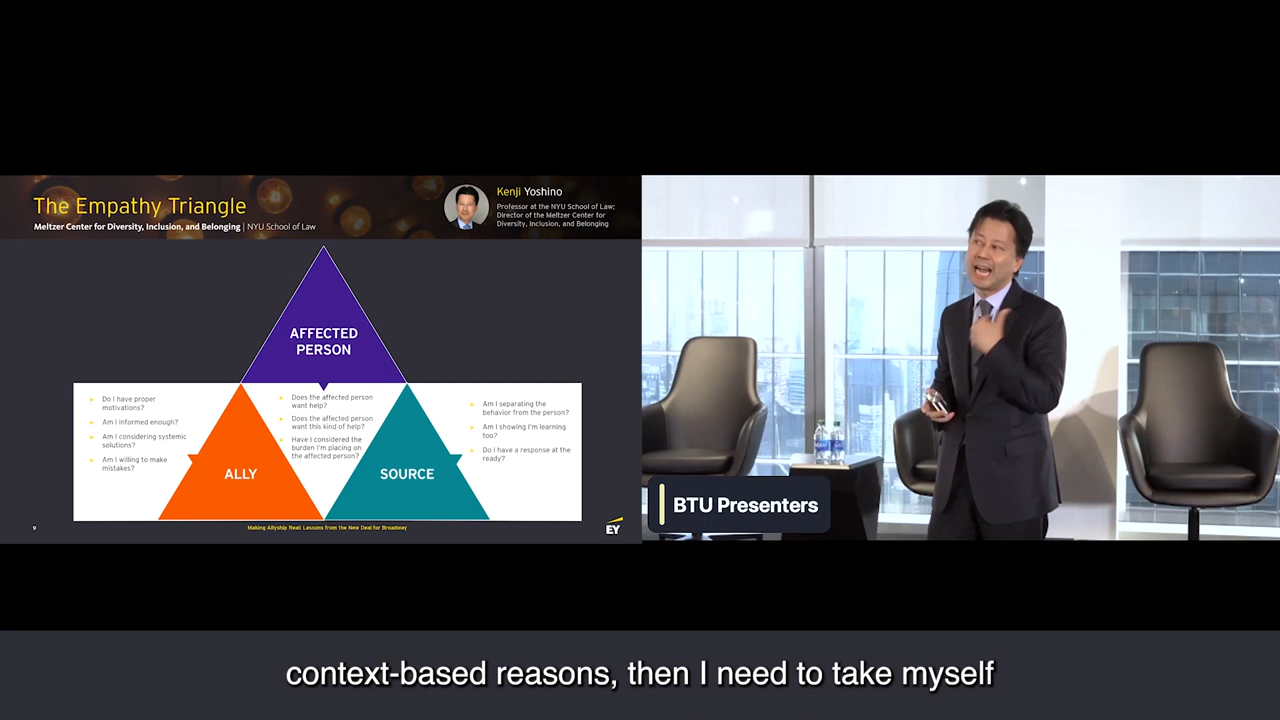 The Empathy Triangle
Meltzer Center for Diversity, Inclusion, and Belonging | NYU School of Law
Kenji Yoshino
Professor at the NYU School of Law;
Director of the Meltzer Center for
Diversity, Inclusion, and Belonging
AFFECTED
PERSON
Do I have proper
motivations?
Am I informed enough?
Am I considering systemic
solutions?
Am I willing to make
mistakes?
Does the affected person
want help?
Does the affected person
want this kind of help?
Have I considered the
burden I'm placing on
the affected person?
Am I separating the
behavior from the person?
Am I showing I'm learning
too?
Do I have a response at the
ready?
ALLY
SOURCE
9
Making Allyship Real: Lessons from the New Deal for Broadway
EY
BTU Presenters
context-based reasons, then I need to take myself